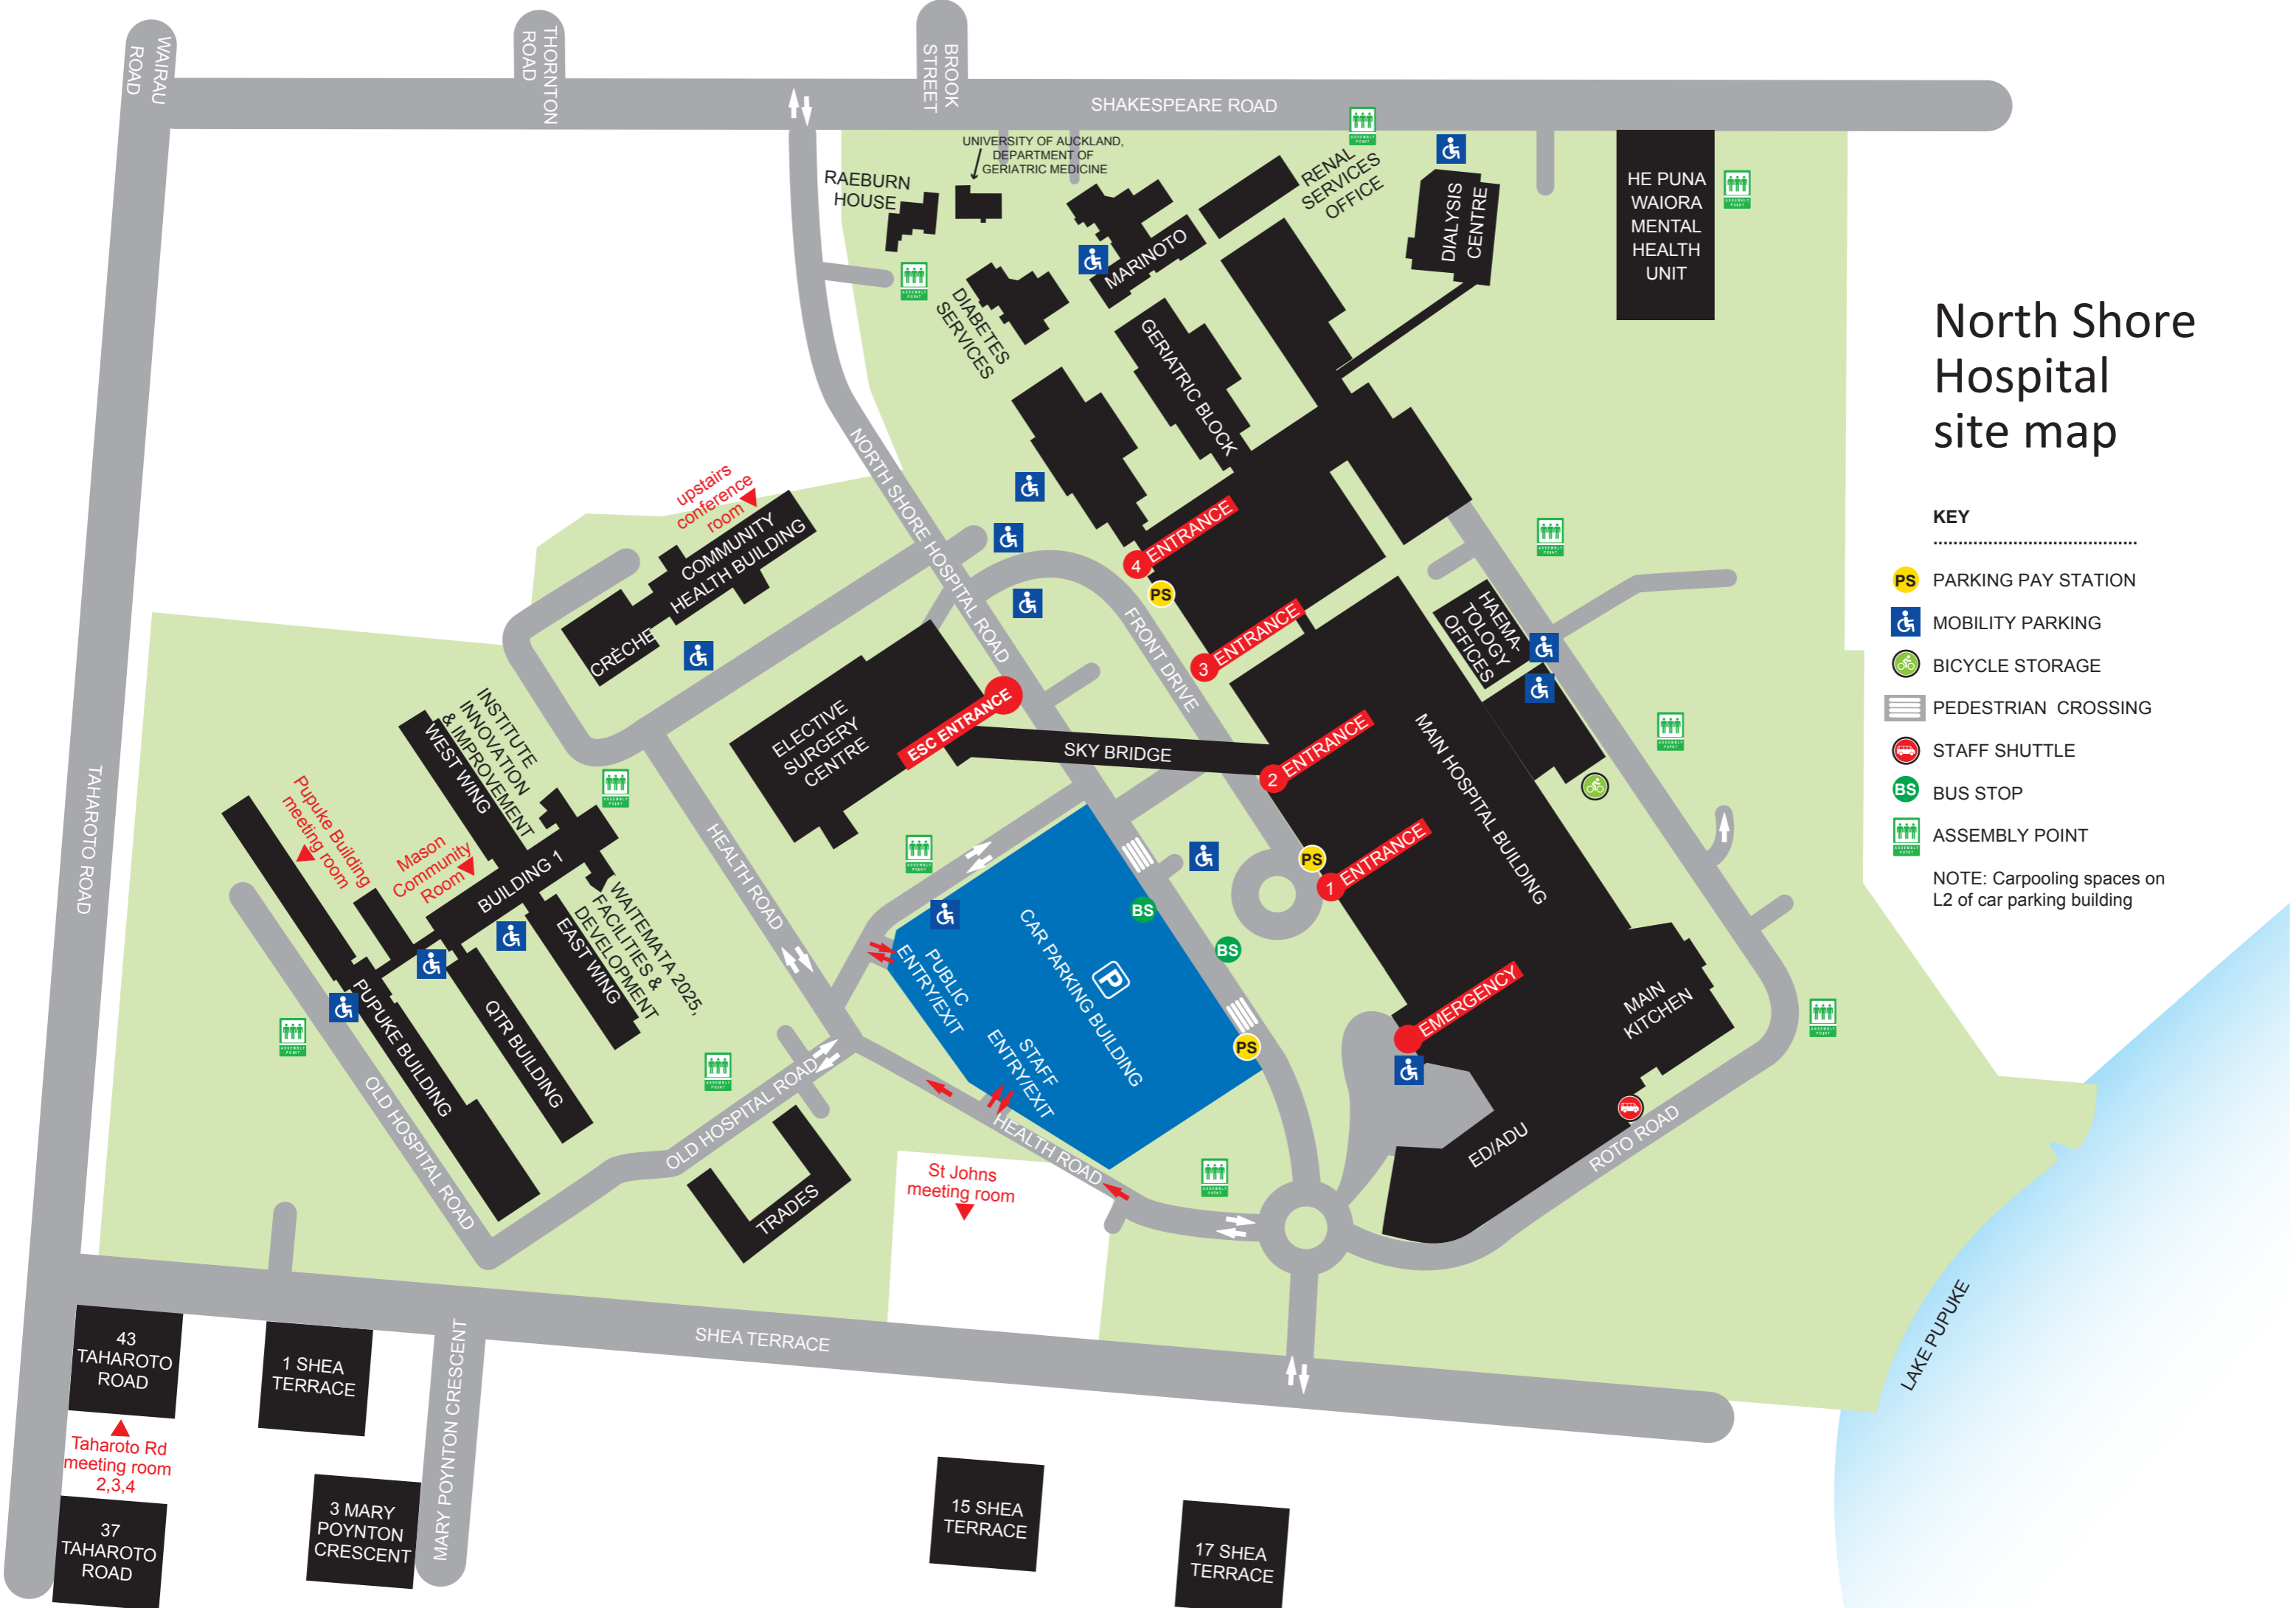 WAIRAU
ROAD
THORNTON
ROAD
BROOK
STREET
SHAKESPEARE ROAD
UNIVERSITY OF AUCKLAND,
DEPARTMENT OF
GERIATRIC MEDICINE
RAEBURN
HOUSE
RENAL
SERVICES
OFFICE
DIALYSIS
CENTRE
HE PUNA
WAIORA
MENTAL
HEALTH
UNIT
MARINOTO
DIABETES
SERVICES
GERIATRIC BLOCK
North Shore
Hospital
site map
KEY
PS PARKING PAY STATION
MOBILITY PARKING
BICYCLE STORAGE
PEDESTRIAN CROSSING
STAFF SHUTTLE
BS BUS STOP
ASSEMBLY POINT
ASSEMBLY POINT
NOTE: Carpooling spaces on
L2 of car parking building
NORTH SHORE HOSPITAL ROAD
upstairs
conference
room
COMMUNITY
HEALTH BUILDING
CRÈCHE
4 ENTRANCE
PS
3 ENTRANCE
FRONT DRIVE
HAEMA-
TOLOGY
OFFICES
ELECTIVE
SURGERY
CENTRE
ESC ENTRANCE
SKY BRIDGE
2 ENTRANCE
MAIN HOSPITAL BUILDING
PS
1 ENTRANCE
INSTITUTE
INNOVATION
& IMPROVEMENT
WEST WING
Pupuke Building
meeting room
Mason
Community
Room
BUILDING 1
WAITEMATA 2025,
FACILITIES &
DEVELOPMENT
EAST WING
QTR BUILDING
PUPUKE BUILDING
TAHAROTO ROAD
HEALTH ROAD
PUBLIC
ENTRY/EXIT
CAR PARKING BUILDING
P
STAFF
ENTRY/EXIT
BS
BS
PS
EMERGENCY
MAIN
KITCHEN
ED/ADU
ROTO ROAD
OLD HOSPITAL ROAD
OLD HOSPITAL ROAD
TRADES
HEALTH ROAD
St Johns
meeting room
SHEA TERRACE
LAKE PUPUKE
43
TAHAROTO
ROAD
1 SHEA
TERRACE
MARY POYNTON CRESCENT
Taharoto Rd
meeting room
2,3,4
37
TAHAROTO
ROAD
3 MARY
POYNTON
CRESCENT
15 SHEA
TERRACE
17 SHEA
TERRACE